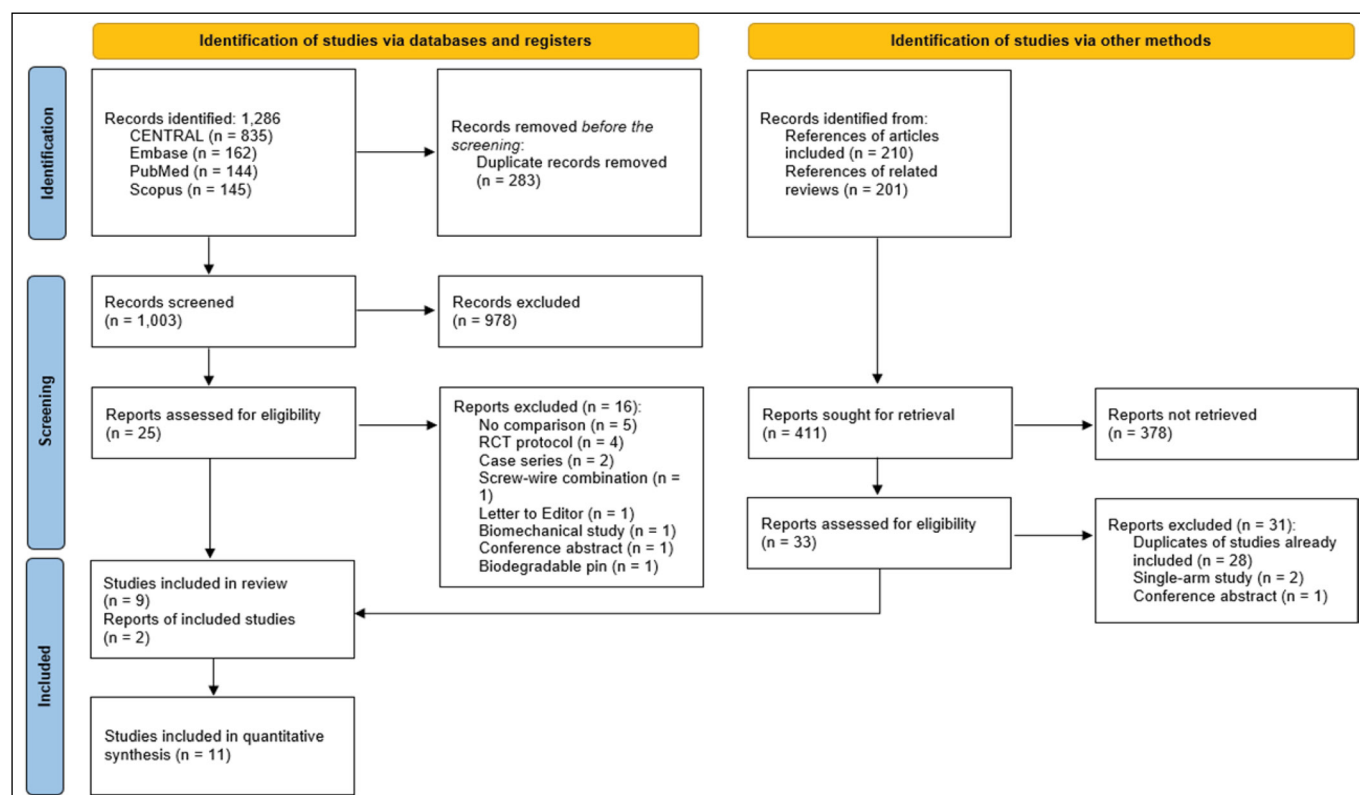 Identification of studies via databases and registers
Identification of studies via other methods
Identification
Records identified: 1,286
CENTRAL (n = 835)
Embase (n = 162)
PubMed (n = 144)
Scopus (n = 145)
Records removed before the
screening:
Duplicate records removed
(n = 283)
Records identified from:
References of articles
included (n = 210)
References of related
reviews (n = 201)
Screening
Records screened
(n = 1,003)
Records excluded
(n = 978)
Reports assessed for eligibility
(n = 25)
Reports excluded (n = 16):
No comparison (n = 5)
RCT protocol (n = 4)
Case series (n = 2)
Screw-wire combination (n =
1)
Letter to Editor (n = 1)
Biomechanical study (n = 1)
Conference abstract (n = 1)
Biodegradable pin (n = 1)
Reports sought for retrieval
(n = 411)
Reports not retrieved
(n = 378)
Reports assessed for eligibility
(n = 33)
Reports excluded (n = 31):
Duplicates of studies already
included (n = 28)
Single-arm study (n = 2)
Conference abstract (n = 1)
Included
Studies included in review
(n = 9)
Reports of included studies
(n = 2)
Studies included in quantitative
synthesis (n = 11)